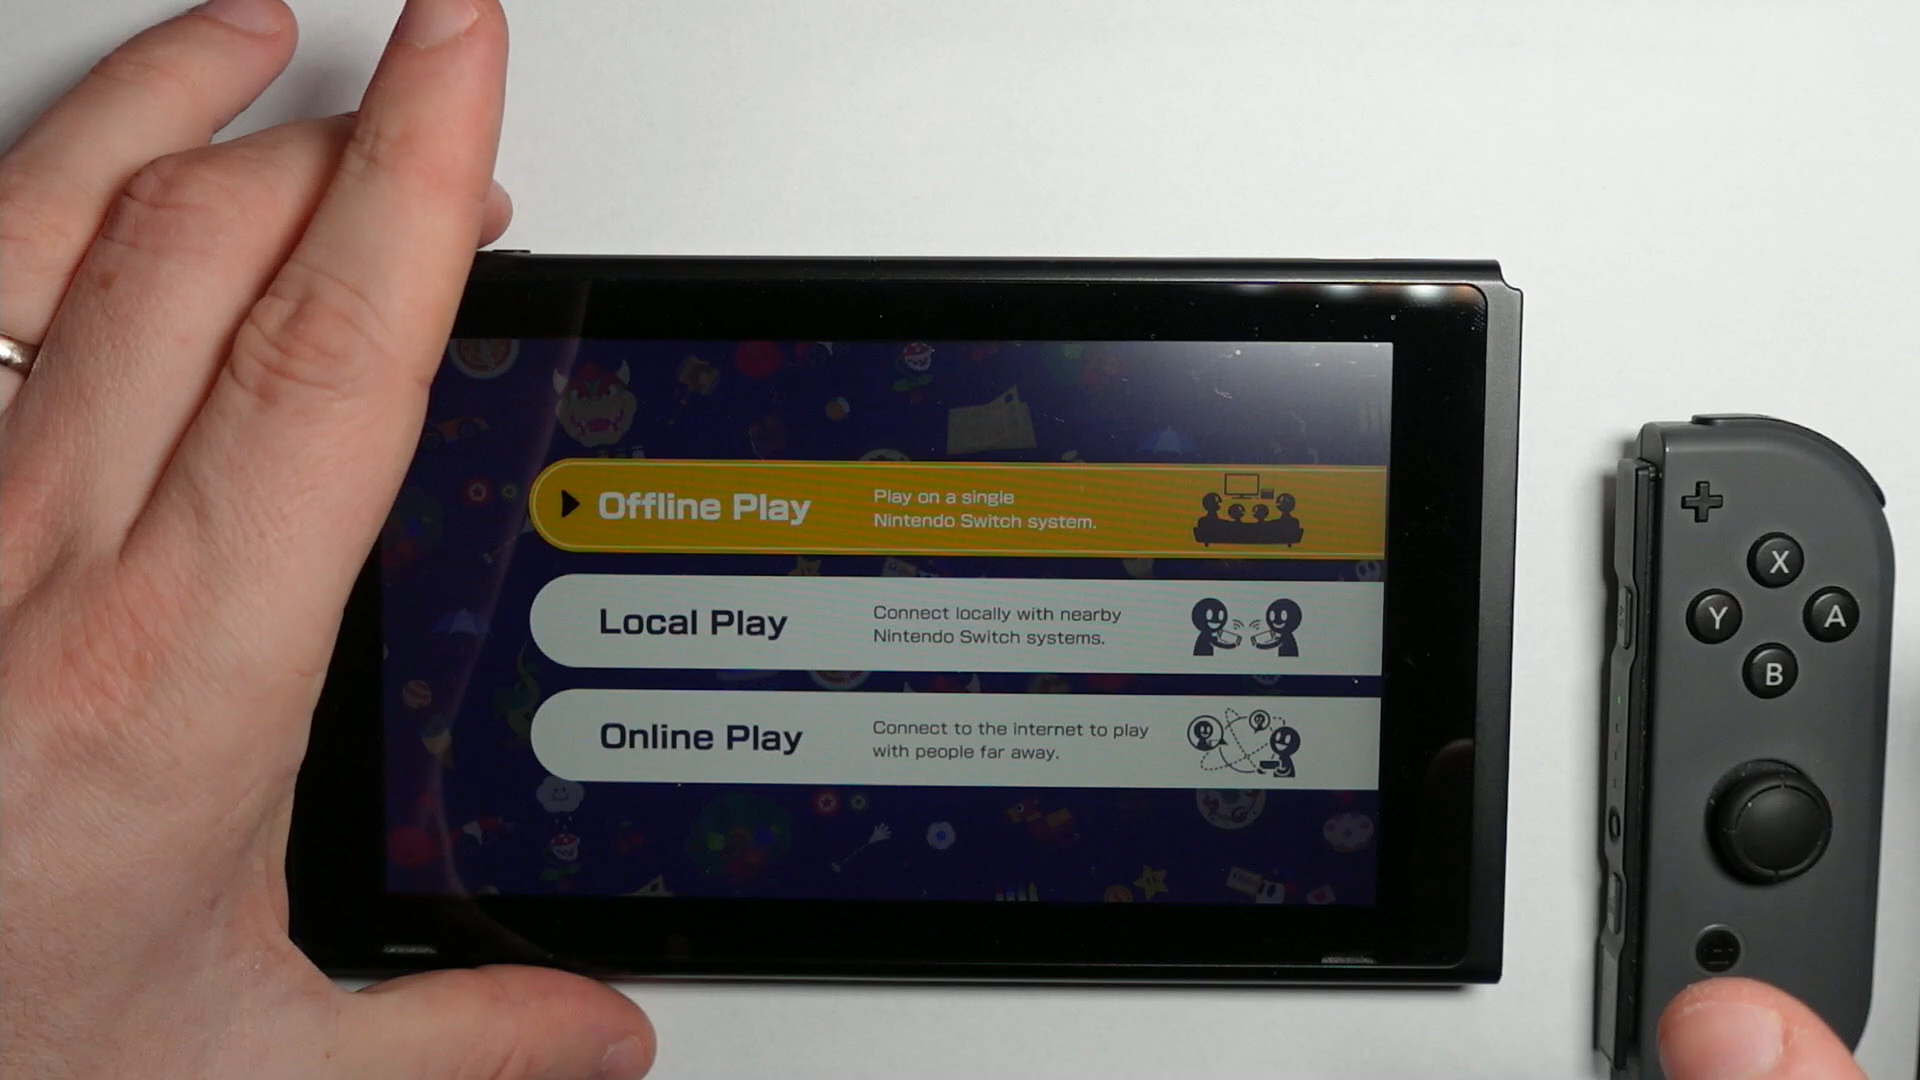 Offline Play
Play on a single
Nintendo Switch system.
Local Play
Connect locally with nearby
Nintendo Switch systems.
Online Play
Connect to the internet to play
with people far away.
X
Y
A
B